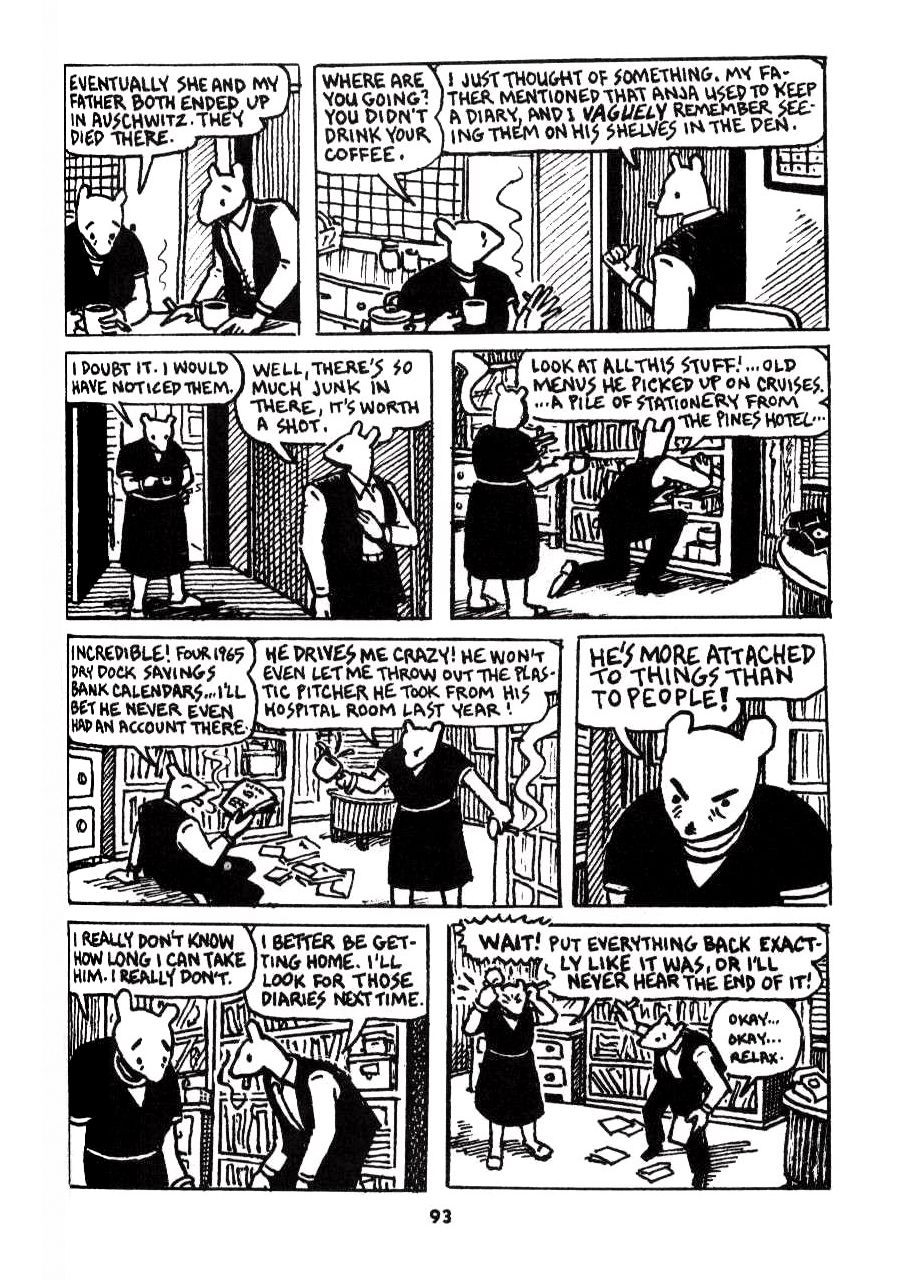 EVENTUALLY SHE AND MY
FATHER BOTH ENDED UP
IN AUSCHWITZ. THEY
DIED THERE.
WHERE ARE
YOU GOING?
YOU DIDN'T
DRINK YOUR
COFFEE.
I JUST THOUGHT OF SOMETHING. MY FA-
THER MENTIONED THAT ANJA USED TO KEEP
A DIARY, AND I VAGUELY REMEMBER SEE-
ING THEM ON HIS SHELVES IN THE DEN.
I DOUBT IT. I WOULD
HAVE NOTICED THEM.
WELL, THERE'S SO
MUCH JUNK IN
THERE, IT'S WORTH
A SHOT.
LOOK AT ALL THIS STUFF!...OLD
MENUS HE PICKED UP ON CRUISES.
...A PILE OF STATIONERY FROM
THE PINES HOTEL...
INCREDIBLE! FOUR 1965
DRY DOCK SAVINGS
BANK CALENDARS...I'LL
BET HE NEVER EVEN
HAD AN ACCOUNT THERE.
HE DRIVES ME CRAZY! HE WON'T
EVEN LET ME THROW OUT THE PLAS-
TIC PITCHER HE TOOK FROM HIS
HOSPITAL ROOM LAST YEAR!
HE'S MORE ATTACHED
TO THINGS THAN
TO PEOPLE!
I REALLY DON'T KNOW
HOW LONG I CAN TAKE
HIM. I REALLY DON'T.
I BETTER BE GET-
TING HOME. I'LL
LOOK FOR THOSE
DIARIES NEXT TIME.
WAIT! PUT EVERYTHING BACK EXACT-
LY LIKE IT WAS, OR I'LL
NEVER HEAR THE END OF IT!
OKAY...
OKAY...
RELAX.
93